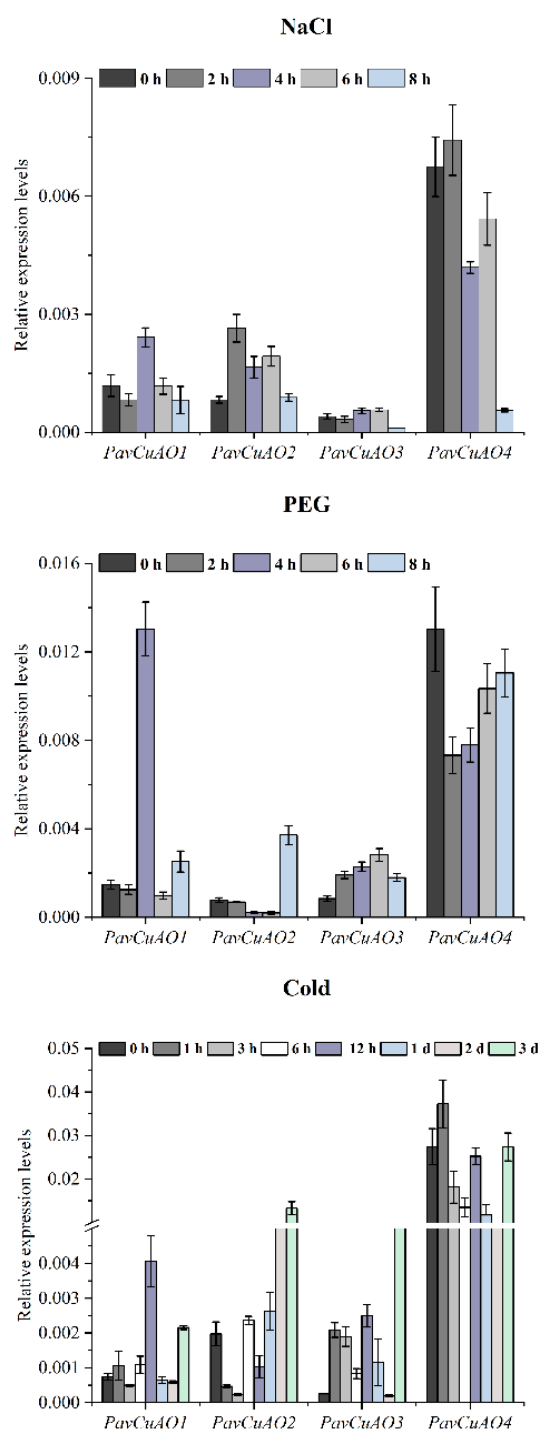 NaCl
0 h 2 h 4 h 6 h 8 h
0.009
0.006
0.003
0.000
Relative expression levels
PavCuAO1 PavCuAO2 PavCuAO3 PavCuAO4
PEG
0 h 2 h 4 h 6 h 8 h
0.016
0.012
0.008
0.004
0.000
Relative expression levels
PavCuAO1 PavCuAO2 PavCuAO3 PavCuAO4
Cold
0 h 1 h 3 h 6 h 12 h 1 d 2 d 3 d
0.05
0.04
0.03
0.02
0.004
0.003
0.002
0.001
0.000
Relative expression levels
PavCuAO1 PavCuAO2 PavCuAO3 PavCuAO4